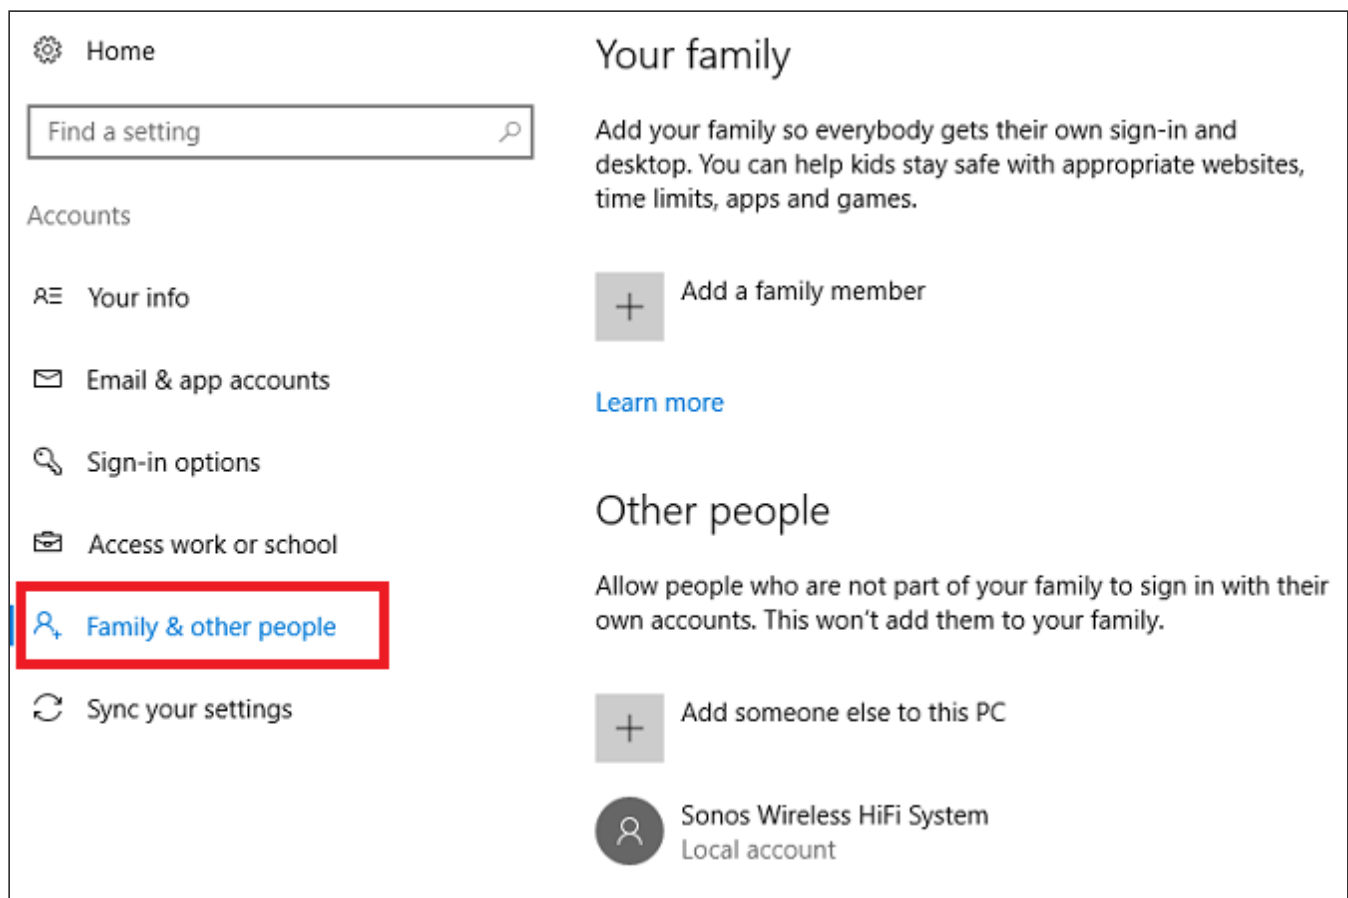 Home
Find a setting
Accounts
Your info
Email & app accounts
Sign-in options
Access work or school
Family & other people
Sync your settings
Your family
Add your family so everybody gets their own sign-in and
desktop. You can help kids stay safe with appropriate websites,
time limits, apps and games.
Add a family member
Learn more
Other people
Allow people who are not part of your family to sign in with their
own accounts. This won't add them to your family.
Add someone else to this PC
Sonos Wireless HiFi System
Local account